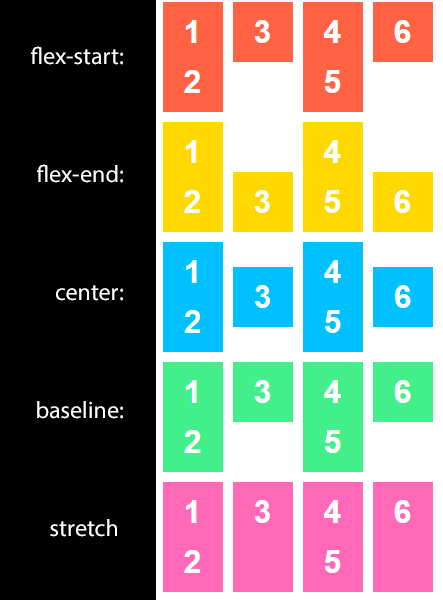 flex-start:
1 3 4 6
2 5
flex-end:
1 4
2 3 5 6
center:
1 4
3 6
2 5
baseline:
1 3 4 6
2 5
stretch
1 3 4 6
2 5